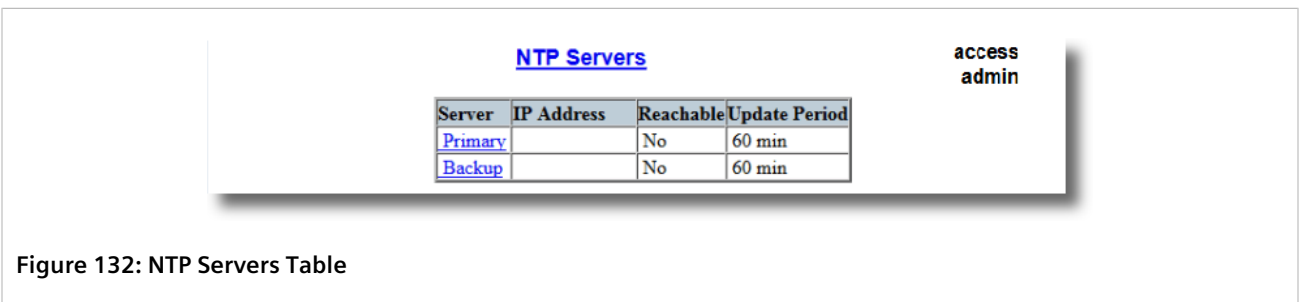 NTP Servers
access
admin
Server IP Address Reachable Update Period
Primary No 60 min
Backup No 60 min
Figure 132: NTP Servers Table